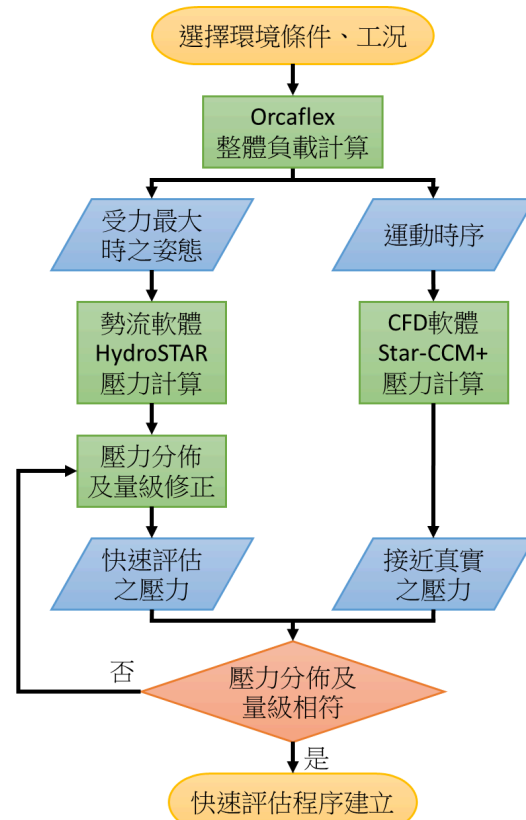 選擇環境條件、工況
Orcaflex
整體負載計算
受力最大
時之姿態
運動時序
勢流軟體
HydroSTAR
壓力計算
CFD軟體
Star-CCM+
壓力計算
壓力分佈
及量級修正
快速評估
之壓力
接近真實
之壓力
否
壓力分佈及
量級相符
是
快速評估程序建立